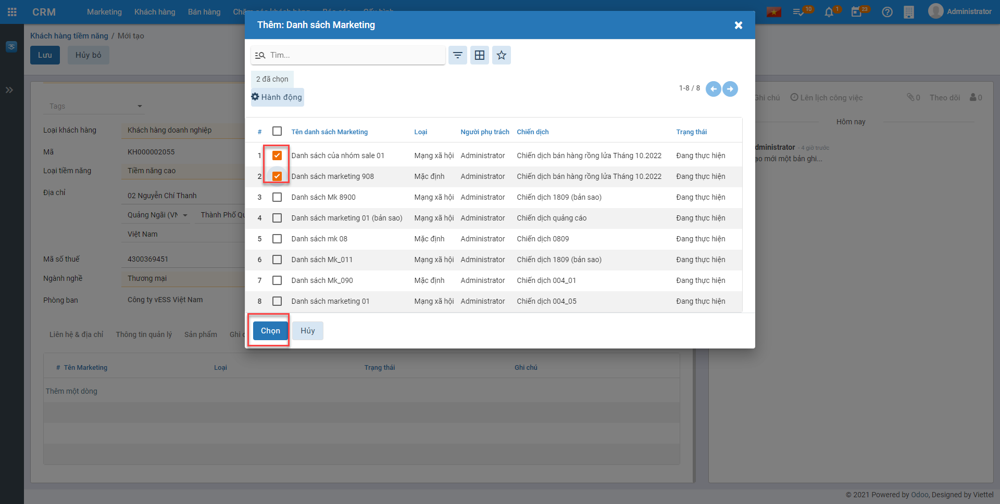 CRM Marketing Khách hàng Bán hàng 10 1 23 Administrator
Thêm: Danh sách Marketing
Khách hàng tiềm năng / Mới tạo
Lưu Hủy bỏ
Tìm...
2 đã chọn
Hành động
1-8 / 8
Ghi chú Lên lịch công việc 0 Theo dõi 0
Hôm nay
Tags
Loại khách hàng Khách hàng doanh nghiệp
Mã KH000002055
Loại tiềm năng Tiềm năng cao
Địa chỉ 02 Nguyễn Chí Thanh
Quảng Ngãi (VN Thành Phố Qu
Việt Nam
Mã số thuế 4300369451
Ngành nghề Thương mại
Phòng ban Công ty vESS Việt Nam
# Tên danh sách Marketing Loại Người phụ trách Chiến dịch Trạng thái
1 Danh sách của nhóm sale 01 Mạng xã hội Administrator Chiến dịch bán hàng rồng lửa Tháng 10.2022 Đang thực hiện
2 Danh sách marketing 908 Mặc định Administrator Chiến dịch bán hàng rồng lửa Tháng 10.2022 Đang thực hiện
3 Danh sách Mk 8900 Mạng xã hội Administrator Chiến dịch 1809 (bản sao) Đang thực hiện
4 Danh sách marketing 01 (bản sao) Mạng xã hội Administrator Chiến dịch quảng cáo Đang thực hiện
5 Danh sách mk 08 Mặc định Administrator Chiến dịch 0809 Đang thực hiện
6 Danh sách Mk_011 Mạng xã hội Administrator Chiến dịch 1809 (bản sao) Đang thực hiện
7 Danh sách Mk_090 Mặc định Administrator Chiến dịch 004_01 Đang thực hiện
8 Danh sách marketing 01 Mạng xã hội Administrator Chiến dịch 004_05 Đang thực hiện
Chọn Hủy
dministrator - 4 giờ trước
ạo mới một bản ghi...
Liên hệ & địa chỉ Thông tin quản lý Sản phẩm Ghi c
# Tên Marketing Loại Trạng thái Ghi chú
Thêm một dòng
© 2021 Powered by Odoo, Designed by Viettel